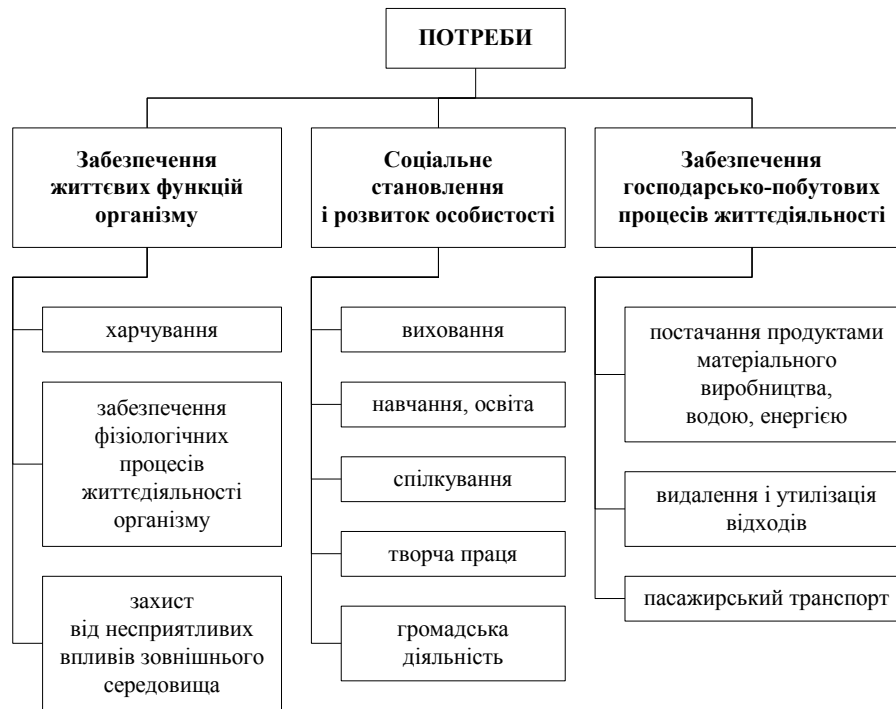 ПОТРЕБИ
Забезпечення
життєвих функцій
організму
харчування
забезпечення
фізіологічних
процесів
життєдіяльності
організму
захист
від несприятливих
впливів зовнішнього
середовища
Соціальне
становлення
і розвиток особистості
виховання
навчання, освіта
спілкування
творча праця
громадська
діяльність
Забезпечення
господарсько-побутових
процесів життєдіяльності
постачання продуктами
матеріального
виробництва,
водою, енергією
видалення і утилізація
відходів
пасажирський транспорт